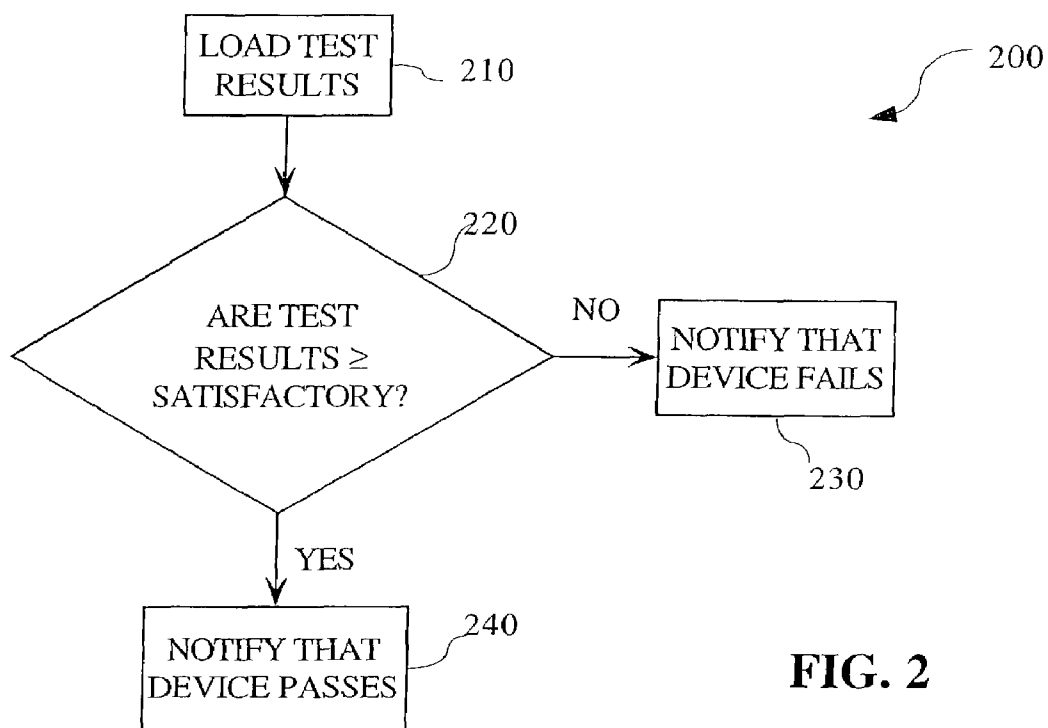 LOAD TEST
RESULTS
210
200
220
ARE TEST
RESULTS ≥
SATISFACTORY?
NO
NOTIFY THAT
DEVICE FAILS
230
YES
NOTIFY THAT
DEVICE PASSES
240
FIG. 2